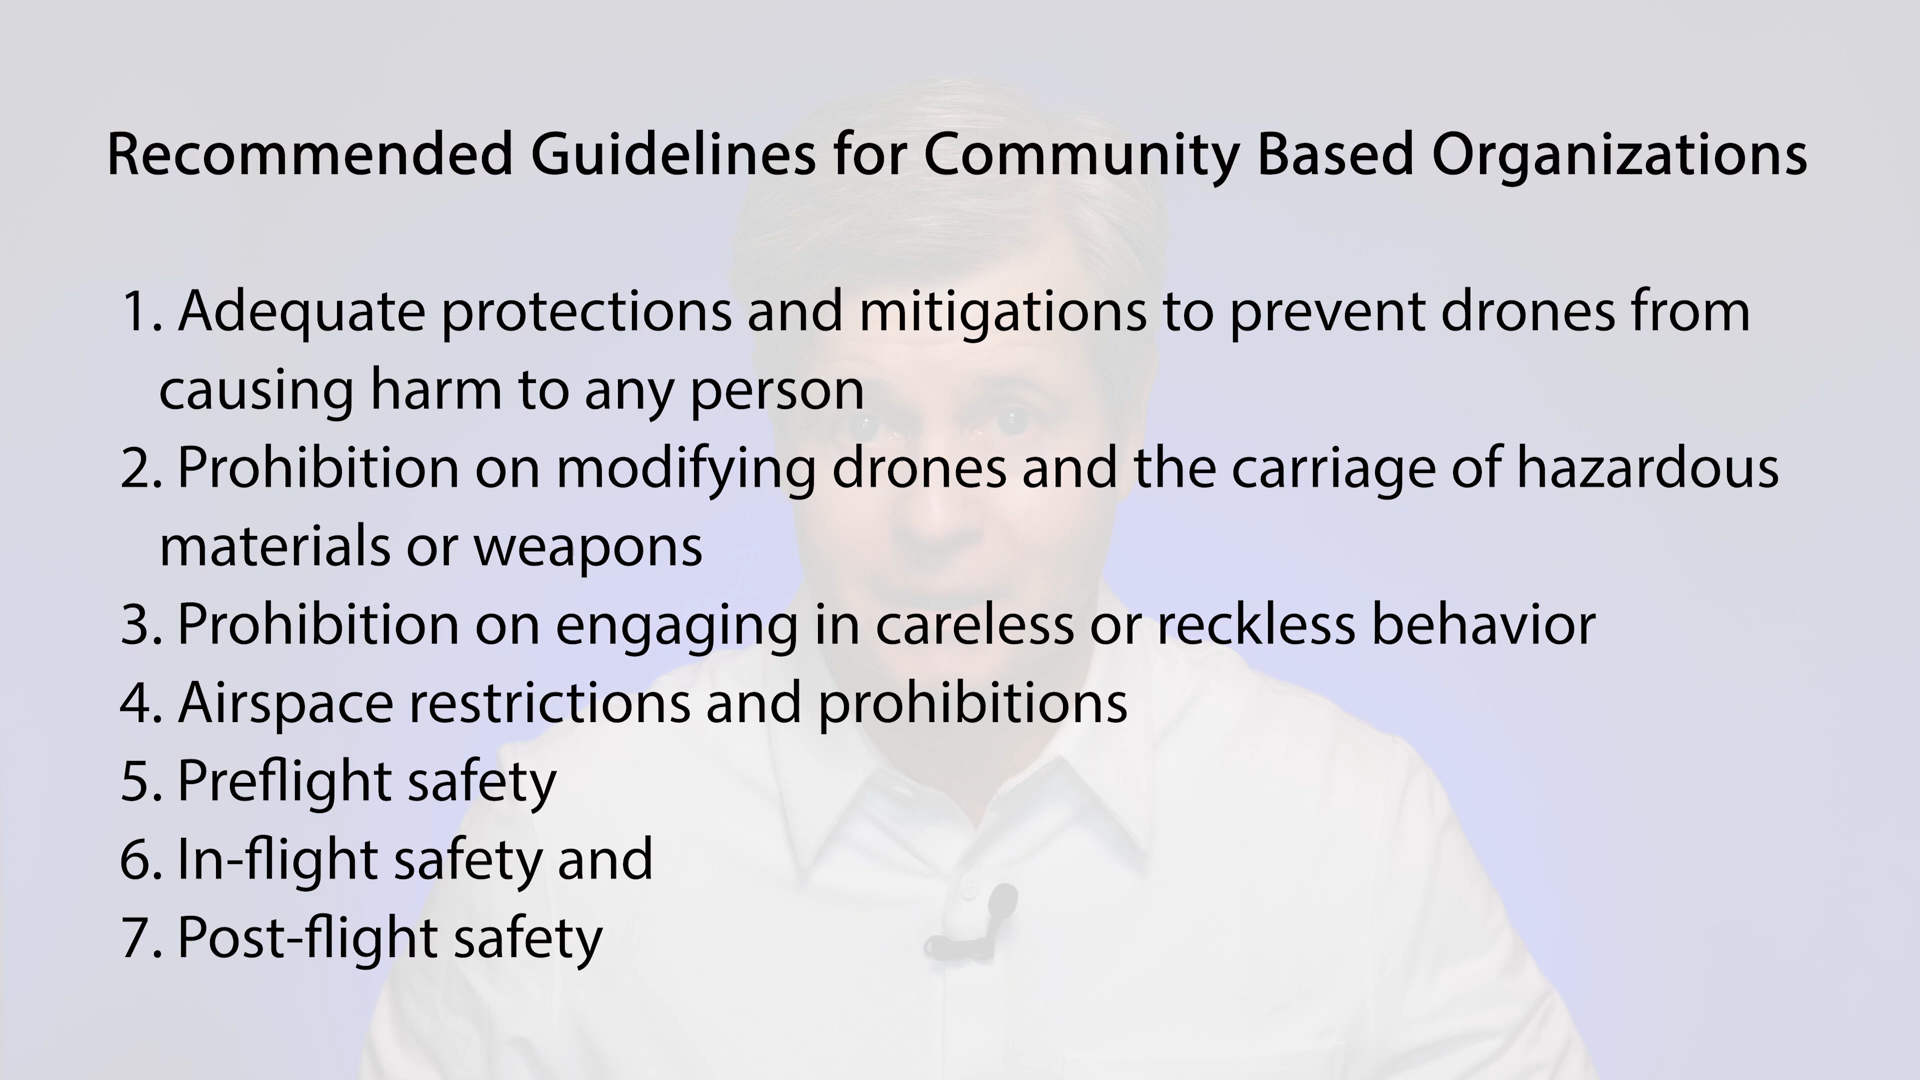 Recommended Guidelines for Community Based Organizations
1. Adequate protections and mitigations to prevent drones from
causing harm to any person
2. Prohibition on modifying drones and the carriage of hazardous
materials or weapons
3. Prohibition on engaging in careless or reckless behavior
4. Airspace restrictions and prohibitions
5. Preflight safety
6. In-flight safety and
7. Post-flight safety